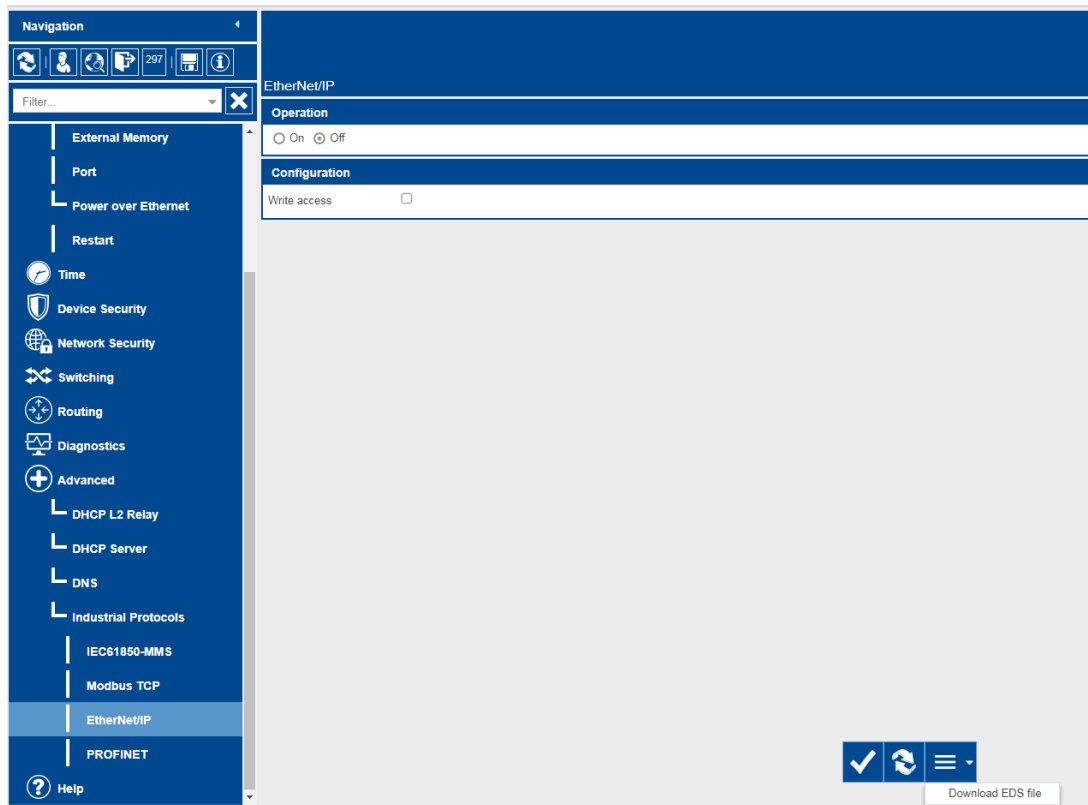 Navigation
297
Filter...
External Memory
Port
Power over Ethernet
Restart
Time
Device Security
Network Security
Switching
Routing
Diagnostics
Advanced
DHCP L2 Relay
DHCP Server
DNS
Industrial Protocols
IEC61850-MMS
Modbus TCP
EtherNet/IP
PROFINET
Help
EtherNet/IP
Operation
On Off
Configuration
Write access
Download EDS file